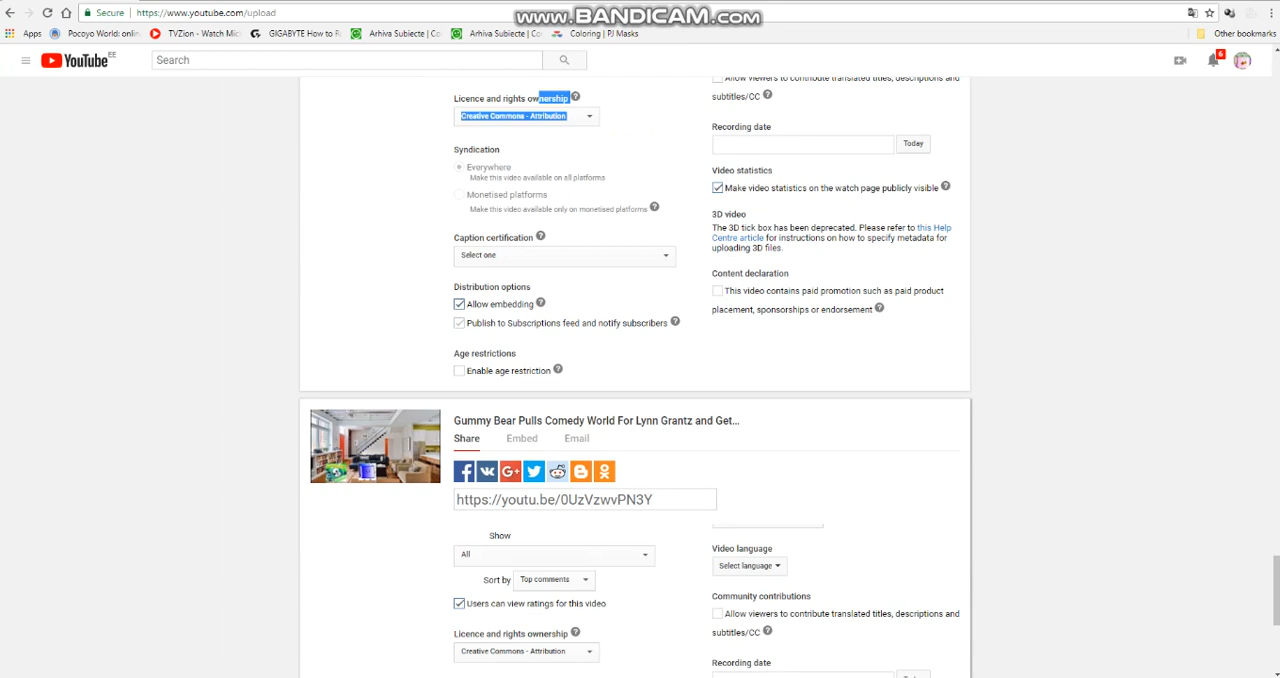 Secure
https://www.youtube.com/upload
www.BANDICAM.com
Apps
Pocoyo World: onlin
TVZion - Watch Mi
GIGABYTE How to R
Arhiva Subiecte | Co
Arhiva Subiecte | Co
Coloring | PJ Masks
Other bookmarks
YouTube EE
Search
6
Allow viewers to contribute translated titles, descriptions and
subtitles/CC
Licence and rights ownership
Creative Commons - Attribution
Recording date
Today
Syndication
Everywhere
Make this video available on all platforms
Monetised platforms
Make this video available only on monetised platforms
Video statistics
Make video statistics on the watch page publicly visible
3D video
The 3D tick box has been deprecated. Please refer to this Help
Centre article for instructions on how to specify metadata for
uploading 3D files.
Caption certification
Select one
Content declaration
This video contains paid promotion such as paid product
placement, sponsorships or endorsement
Distribution options
Allow embedding
Publish to Subscriptions feed and notify subscribers
Age restrictions
Enable age restriction
Gummy Bear Pulls Comedy World For Lynn Grantz and Get...
Share
Embed
Email
https://youtu.be/0UzVzwvPN3Y
Show
All
Sort by
Top comments
Users can view ratings for this video
Licence and rights ownership
Creative Commons - Attribution
Video language
Select language
Community contributions
Allow viewers to contribute translated titles, descriptions and
subtitles/CC
Recording date